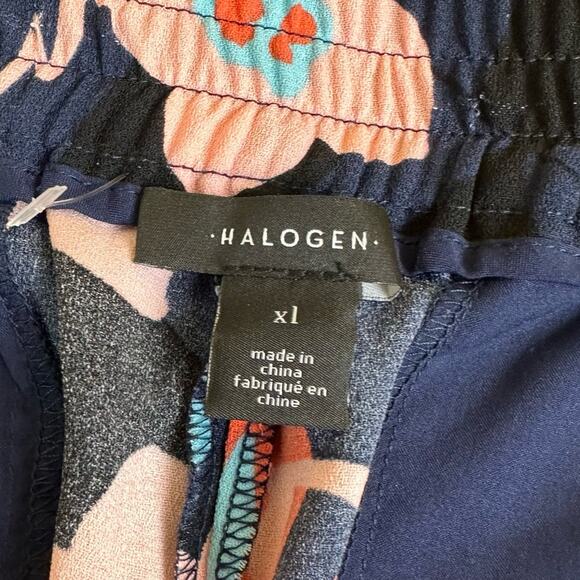 ·HALOGEN·
xl
made in
china
fabriqué en
chine